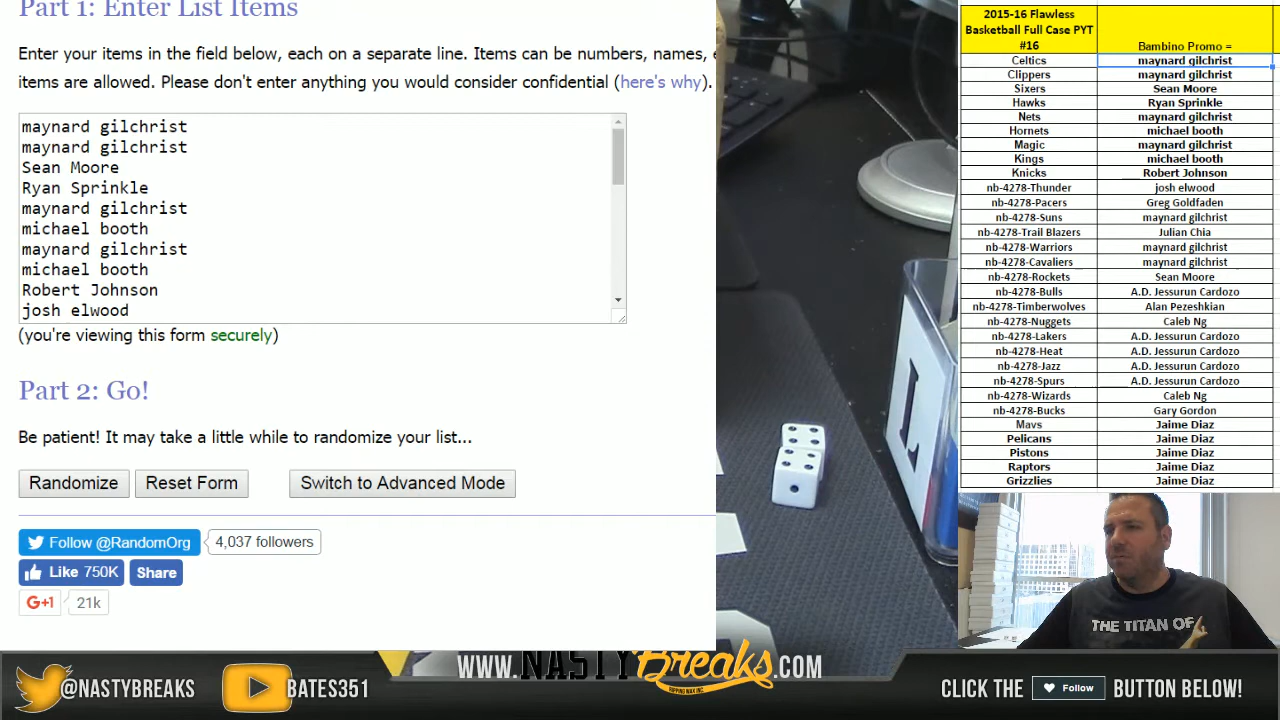 Part 1: Enter List Items
Enter your items in the field below, each on a separate line. Items can be numbers, names, e
items are allowed. Please don't enter anything you would consider confidential (here's why).
maynard gilchrist
maynard gilchrist
Sean Moore
Ryan Sprinkle
maynard gilchrist
michael booth
maynard gilchrist
michael booth
Robert Johnson
josh elwood
(you're viewing this form securely)
Part 2: Go!
Be patient! It may take a little while to randomize your list...
Randomize Reset Form Switch to Advanced Mode
Follow @RandomOrg 4,037 followers
Like 750K Share
G+1 21k
2015-16 Flawless
Basketball Full Case PYT
#16 Bambino Promo =
Celtics maynard gilchrist
Clippers maynard gilchrist
Sixers Sean Moore
Hawks Ryan Sprinkle
Nets maynard gilchrist
Hornets michael booth
Magic maynard gilchrist
Kings michael booth
Knicks Robert Johnson
nb-4278-Thunder josh elwood
nb-4278-Pacers Greg Goldfaden
nb-4278-Suns maynard gilchrist
nb-4278-Trail Blazers Julian Chia
nb-4278-Warriors maynard gilchrist
nb-4278-Cavaliers maynard gilchrist
nb-4278-Rockets Sean Moore
nb-4278-Bulls A.D. Jessurun Cardozo
nb-4278-Timberwolves Alan Pezeshkian
nb-4278-Nuggets Caleb Ng
nb-4278-Lakers A.D. Jessurun Cardozo
nb-4278-Heat A.D. Jessurun Cardozo
nb-4278-Jazz A.D. Jessurun Cardozo
nb-4278-Spurs A.D. Jessurun Cardozo
nb-4278-Wizards Caleb Ng
nb-4278-Bucks Gary Gordon
Mavs Jaime Diaz
Pelicans Jaime Diaz
Pistons Jaime Diaz
Raptors Jaime Diaz
Grizzlies Jaime Diaz
THE TITAN OF
@NASTYBREAKS BATES351
WWW.NASTYBreaks.COM
RIPPING WAX INC.
CLICK THE Follow BUTTON BELOW!